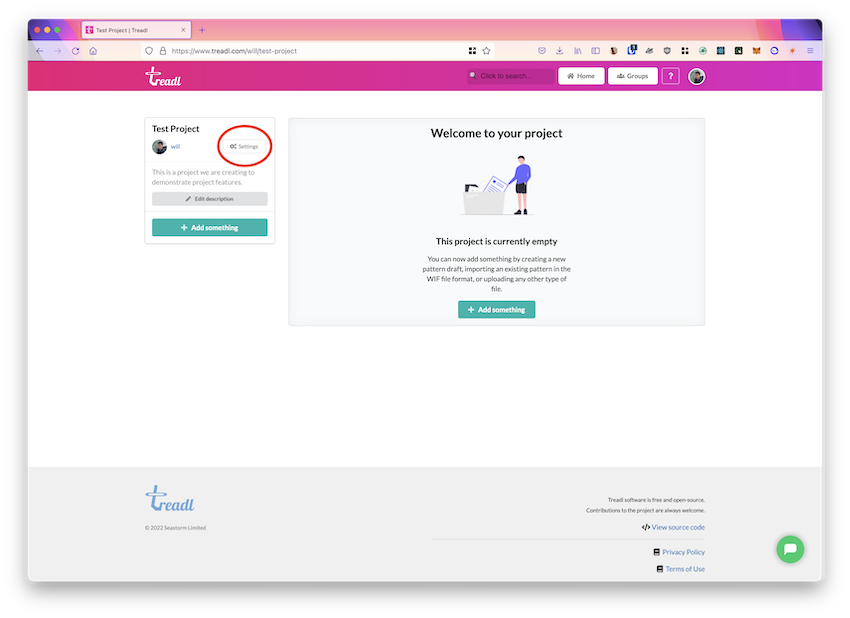 Test Project | Treadl
https://www.treadl.com/will/test-project
treadl
Click to search...
Home
Groups
?
Test Project
will
Settings
This is a project we are creating to
demonstrate project features.
Edit description
Add something
Welcome to your project
This project is currently empty
You can now add something by creating a new
pattern draft, importing an existing pattern in the
WIF file format, or uploading any other type of
file.
Add something
treadl
© 2022 Seastorm Limited
Treadl software is free and open-source.
Contributions to the project are always welcome.
View source code
Privacy Policy
Terms of Use